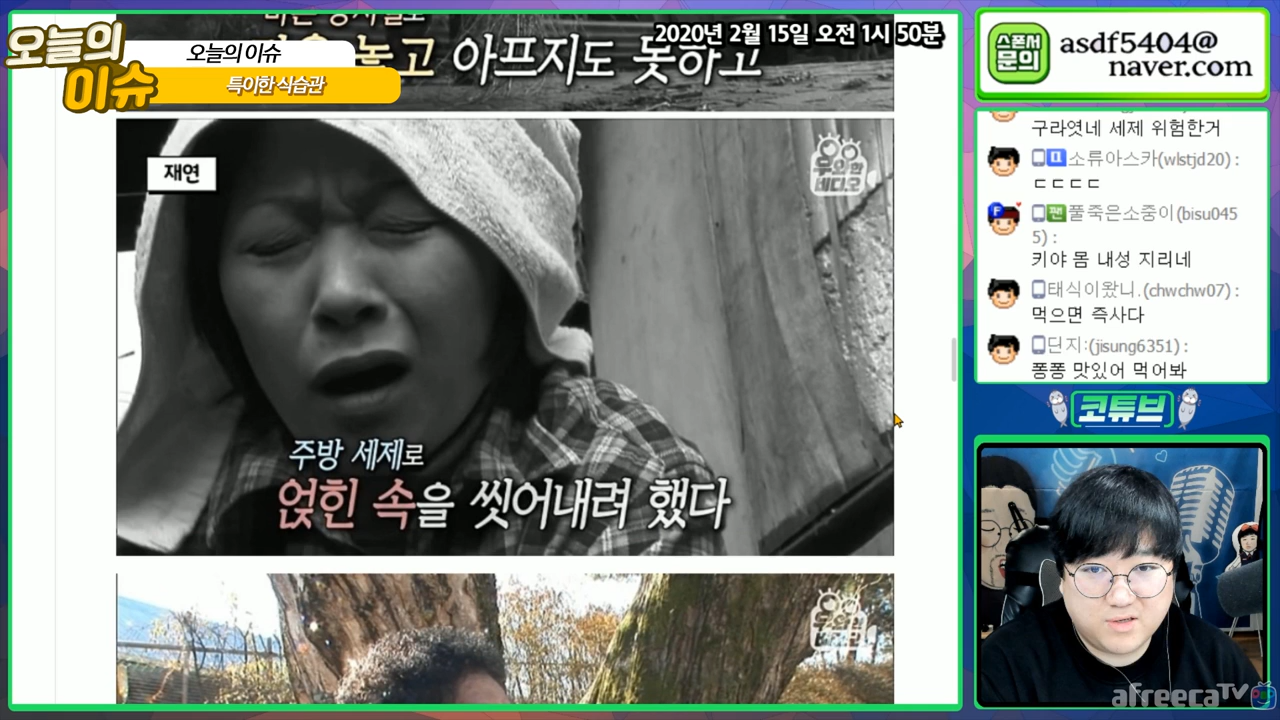 오늘의
이슈
오늘의 이슈
특이한 식습관
2020년 2월 15일 오전 1시 50분
놓고 아프지도 못하고
재연
주방 세제로
얹힌 속을 씻어내려 했다
스폰서
문의
asdf5404@
naver.com
구라엿네 세제 위험한거
소류아스카(wlstjd20) :
ㄷㄷㄷㄷ
팬 풀죽은소중이(bisu045
5) :
키야 몸 내성 지리네
태식이왔니.(chwchw07) :
먹으면 즉사다
딘지:(jisung6351) :
퐁퐁 맛있어 먹어봐
코튜브
afreecaTV